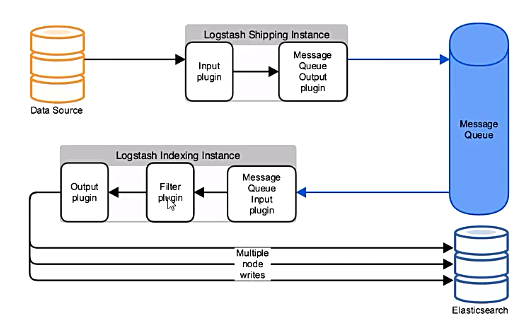 Logstash Shipping Instance
Input
plugin
Message
Queue
Output
plugin
Data Source
Message
Queue
Logstash Indexing Instance
Output
plugin
Filter
plugin
Message
Queue
Input
plugin
Multiple
node
writes
Elasticsearch